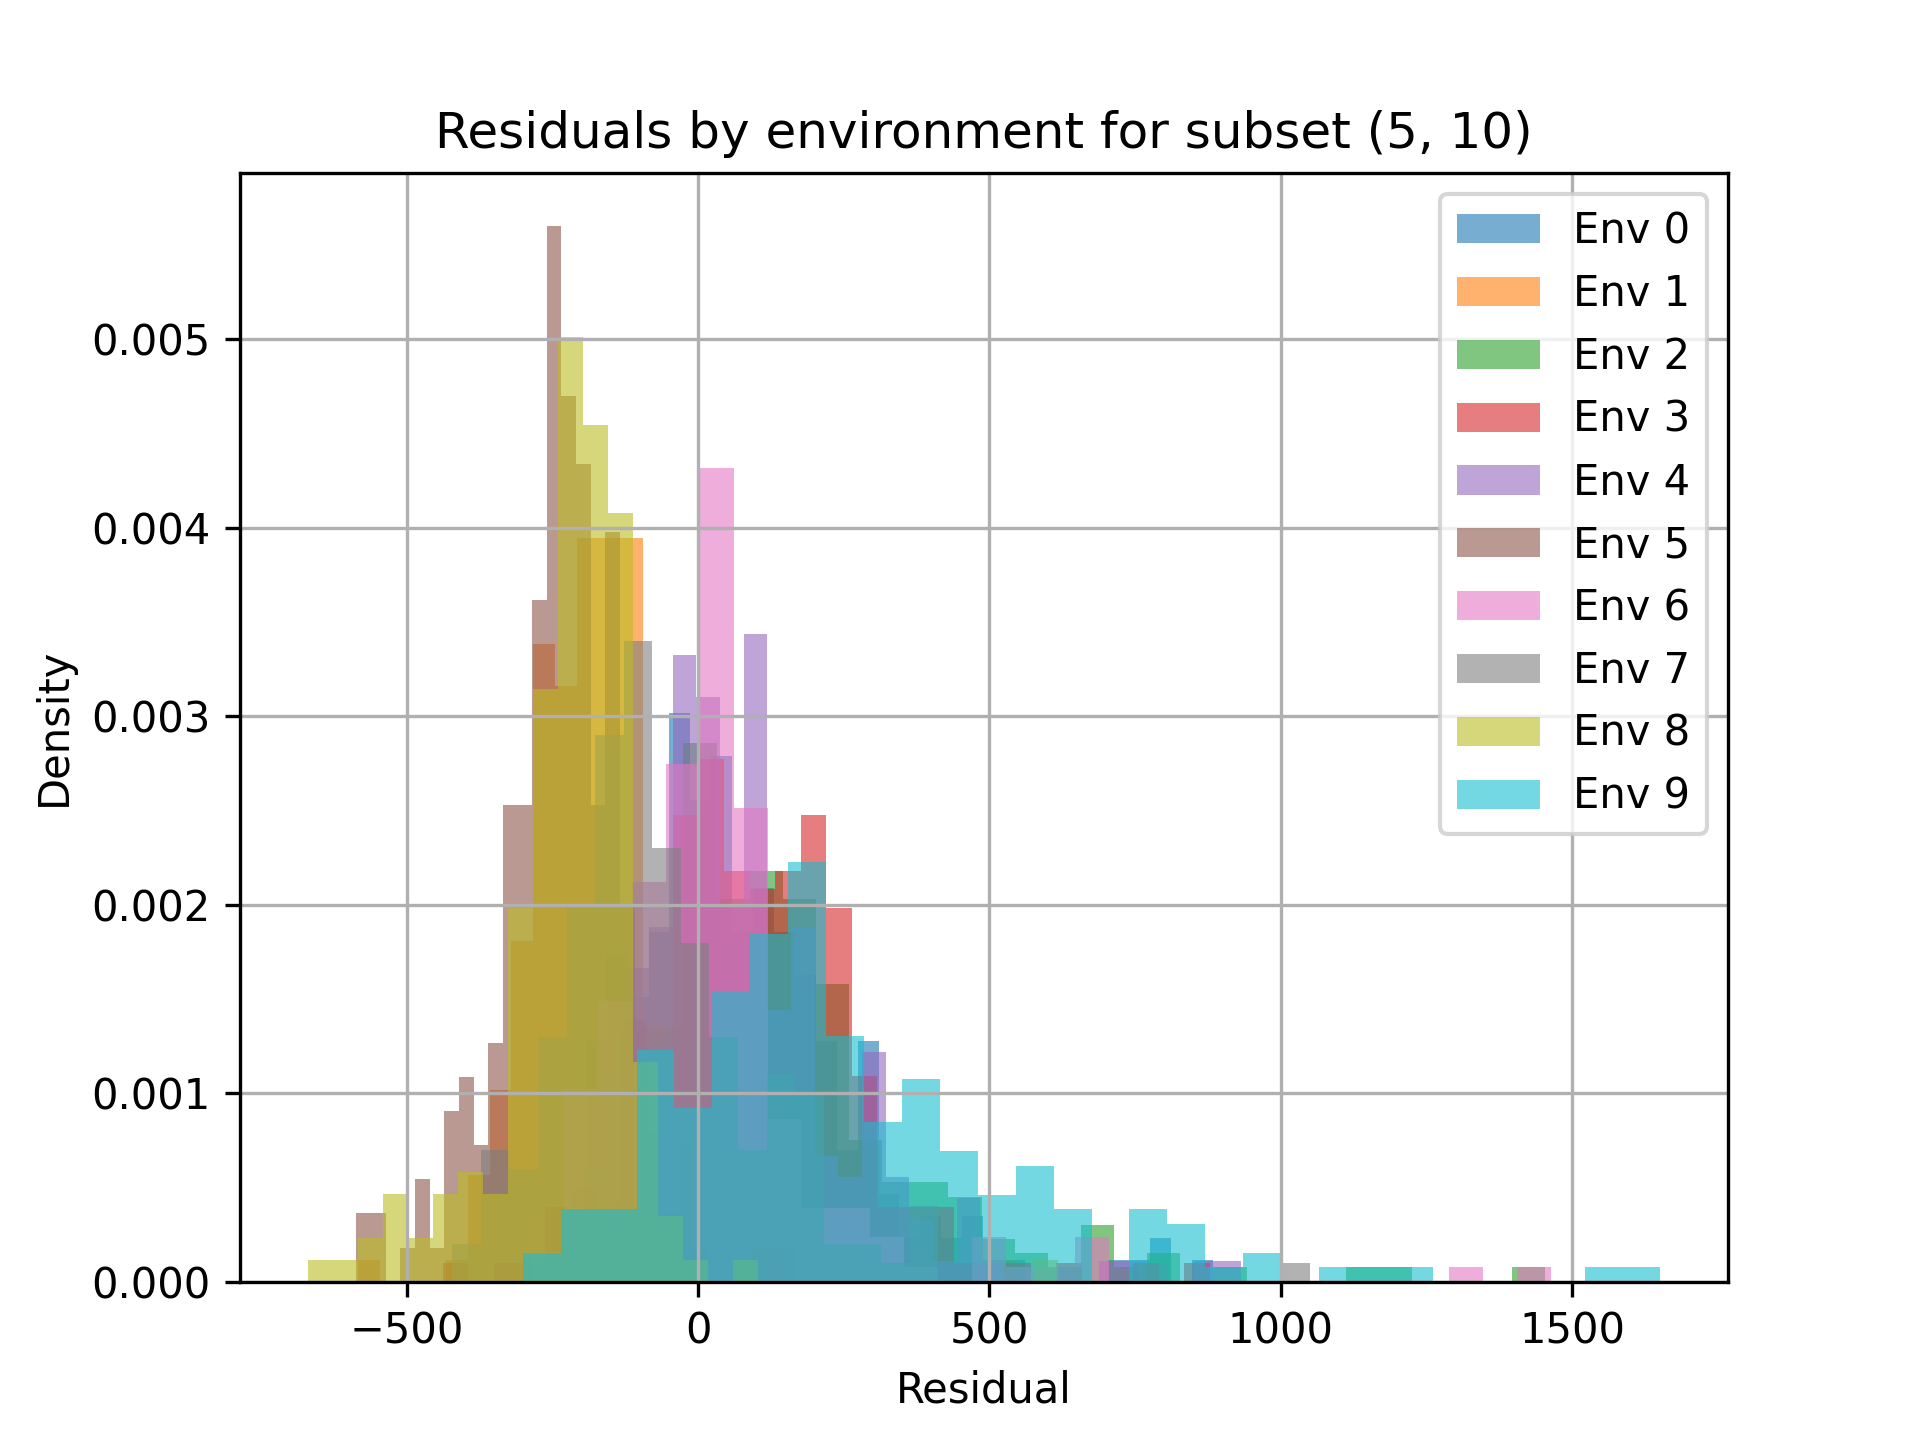 Residuals by environment for subset (5, 10)
Density
0.005
0.004
0.003
0.002
0.001
0.000
−500
0
500
1000
1500
Residual
Env 0
Env 1
Env 2
Env 3
Env 4
Env 5
Env 6
Env 7
Env 8
Env 9